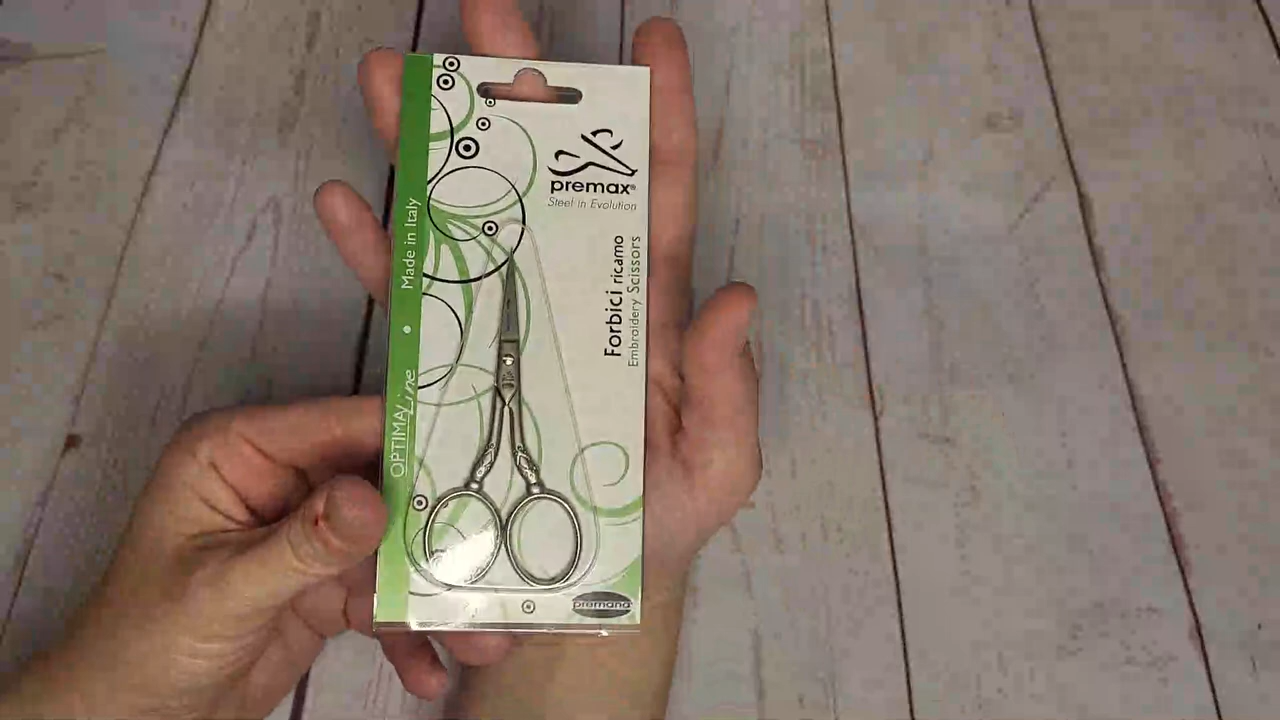 premax®
Steel in Evolution
Forbici ricamo
Embroidery Scissors
OPTIMALine • Made in Italy
premana